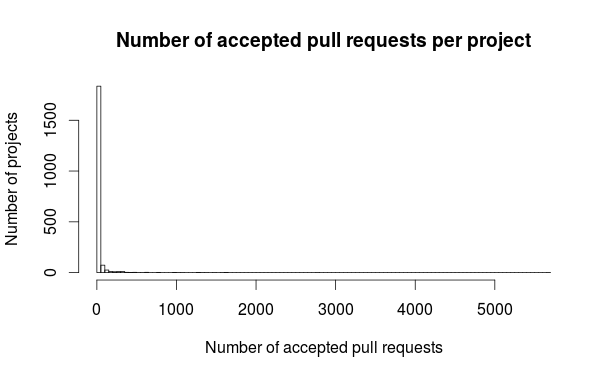 Number of accepted pull requests per project
Number of projects
1500
1000
500
0
0 1000 2000 3000 4000 5000
Number of accepted pull requests